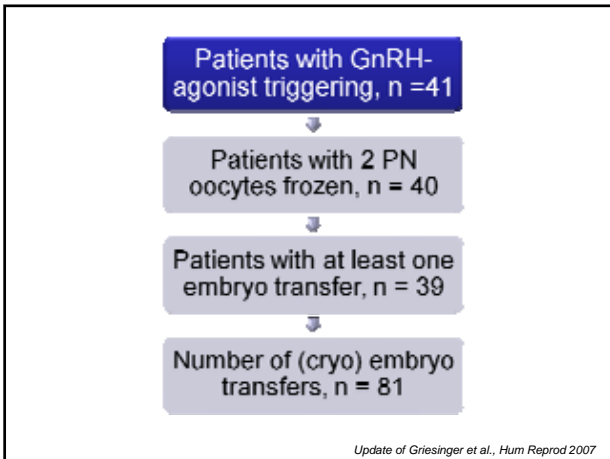 Patients with GnRH-
agonist triggering, n =41
Patients with 2 PN
oocytes frozen, n = 40
Patients with at least one
embryo transfer, n = 39
Number of (cryo) embryo
transfers, n = 81
Update of Griesinger et al., Hum Reprod 2007